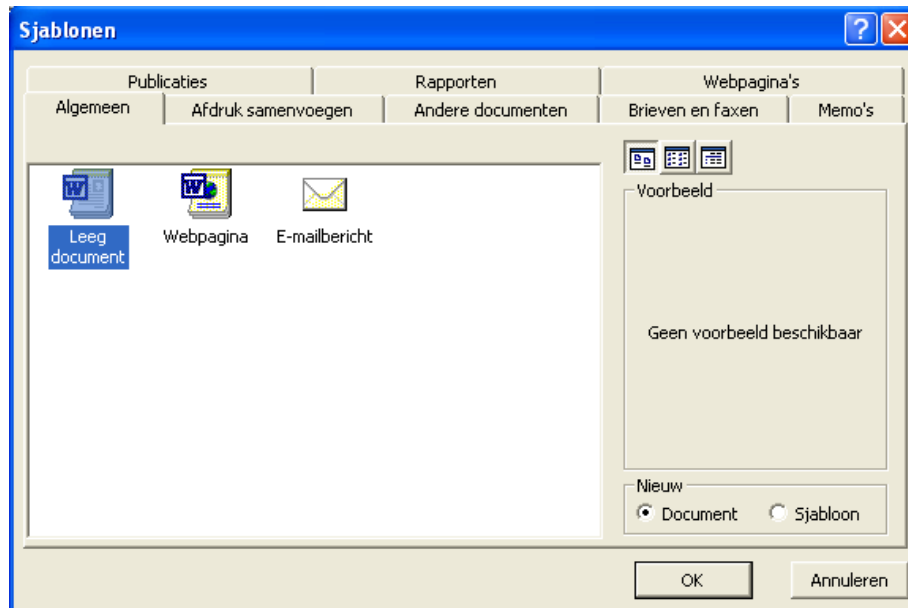 Sjablonen
Publicaties Rapporten Webpagina's
Algemeen Afdruk samenvoegen Andere documenten Brieven en faxen Memo's
Leeg document
Webpagina
E-mailbericht
Voorbeeld
Geen voorbeeld beschikbaar
Nieuw
Document Sjabloon
OK Annuleren